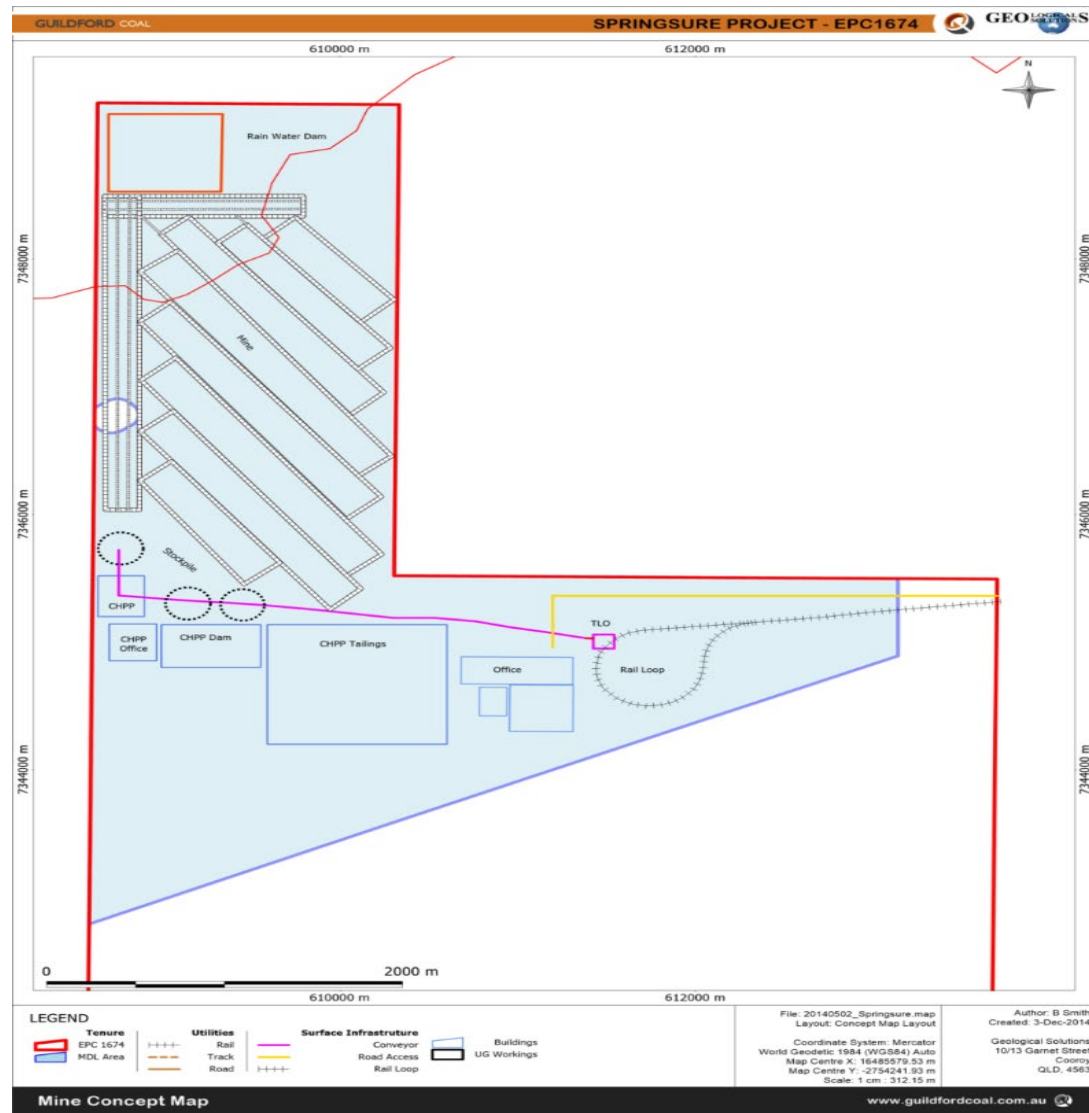 GUILDFORD COAL
SPRINGSURE PROJECT - EPC1674
GEOLOGICAL SOLUTIONS
610000 m 612000 m
N
Rain Water Dam
7348000 m 7348000 m
Mine
7346000 m 7346000 m
Stockpile
CHPP
TLO
CHPP Office
CHPP Dam
CHPP Tailings
Office
Rail Loop
7344000 m 7344000 m
0 2000 m
610000 m 612000 m
LEGEND
Tenure
EPC 1674
MDL Area
Utilities
Rail
Track
Road
Surface Infrastruture
Conveyor
Road Access
Rail Loop
Buildings
UG Workings
File: 20140502_Springsure.map
Layout: Concept Map Layout
Coordinate System: Mercator
World Geodetic 1984 (WGS84) Auto
Map Centre X: 16485579.53 m
Map Centre Y: -2754241.93 m
Scale: 1 cm : 312.15 m
Author: B Smith
Created: 3-Dec-2014
Geological Solutions
10/13 Garnet Street
Cooroy
QLD, 4563
Mine Concept Map
www.guildfordcoal.com.au